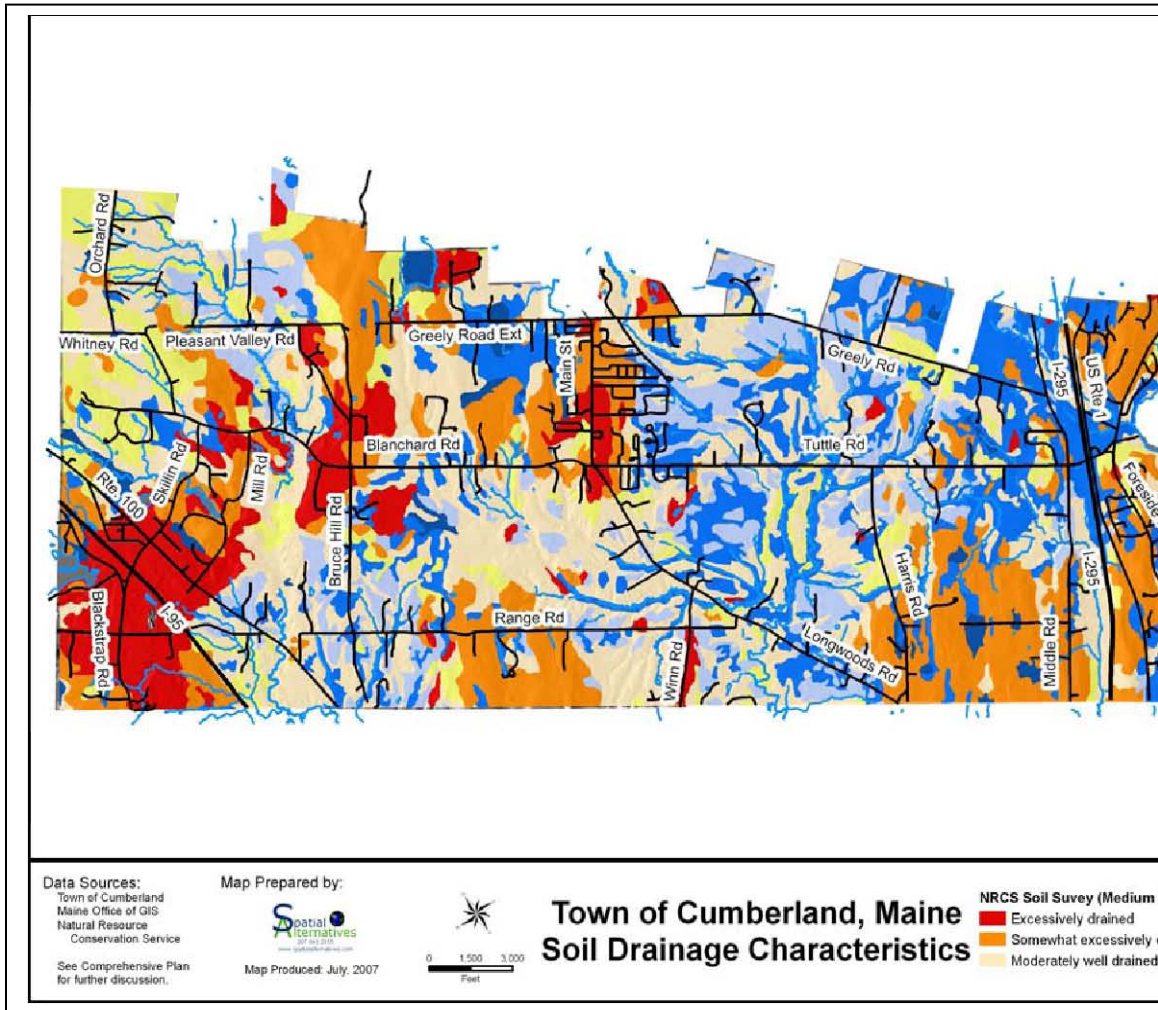 Orchard Rd
Whitney Rd
Pleasant Valley Rd
Greely Road Ext
Main St
Greely Rd
I-295
US Rte 1
Blanchard Rd
Tuttle Rd
Rte. 100
Skillin Rd
Mill Rd
Bruce Hill Rd
Foreside
Harris Rd
I-295
Blackstrap Rd
I-95
Range Rd
Winn Rd
Longwoods Rd
Middle Rd
Data Sources:
Town of Cumberland
Maine Office of GIS
Natural Resource
Conservation Service
See Comprehensive Plan
for further discussion.
Map Prepared by:
Spatial
Alternatives
Map Produced: July, 2007
0 1,500 3,000
Feet
Town of Cumberland, Maine
Soil Drainage Characteristics
NRCS Soil Suvey (Medium
Excessively drained
Somewhat excessively
Moderately well drained